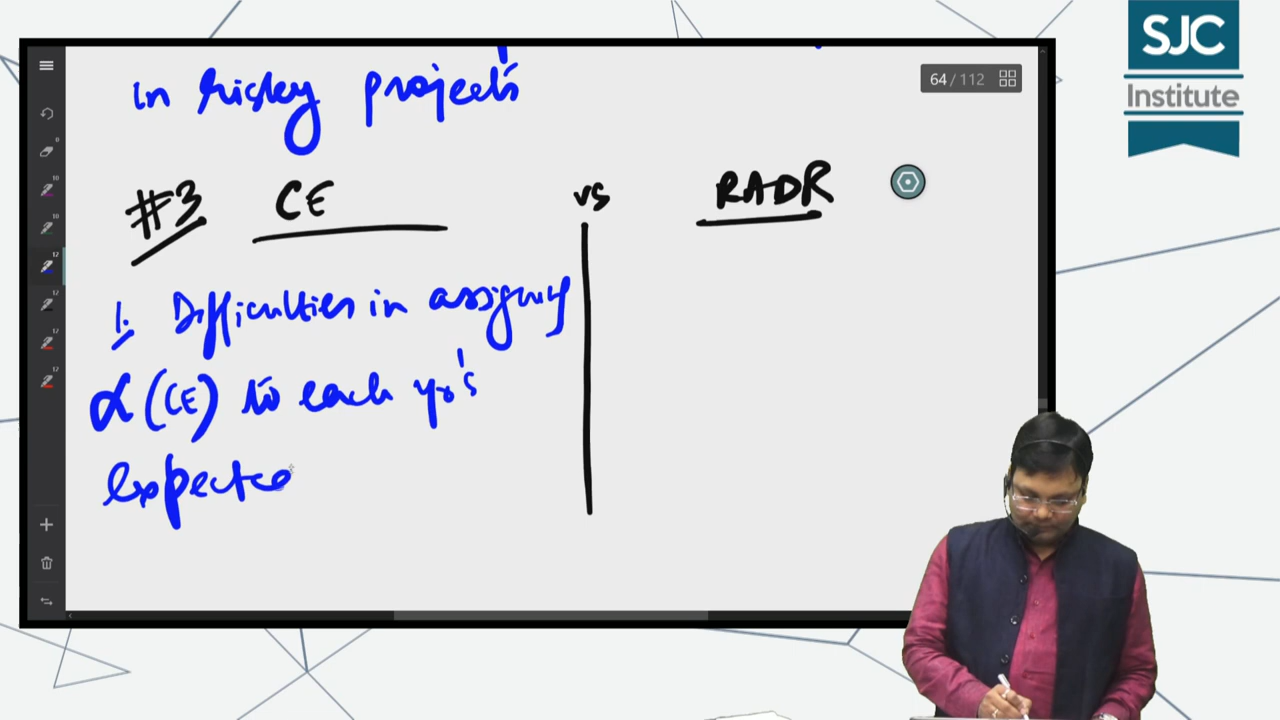 SJC
Institute
64 / 112
in risky projects
#3 CE vs RADR
1. Difficulties in assigning
α (CE) to each yr's
expected